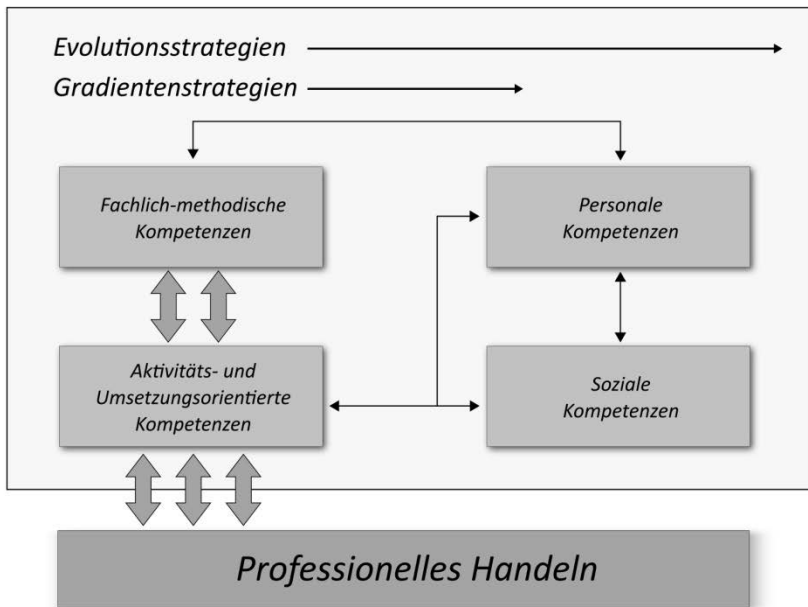 Evolutionsstrategien
Gradientenstrategien
Fachlich-methodische
Kompetenzen
Personale
Kompetenzen
Aktivitäts- und
Umsetzungsorientierte
Kompetenzen
Soziale
Kompetenzen
Professionelles Handeln